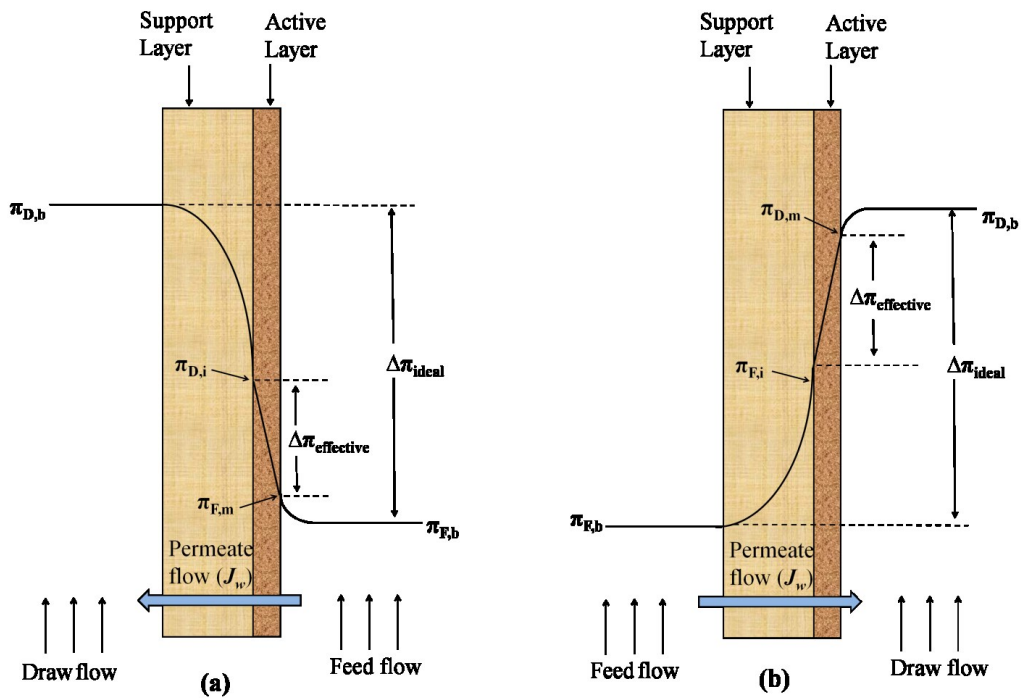 Support
Layer
Active
Layer
π_D,b
π_D,i
Δπ_ideal
Δπ_effective
π_F,m
π_F,b
Permeate
flow (J_w)
Draw flow
Feed flow
(a)
Support
Layer
Active
Layer
π_D,m
π_D,b
Δπ_effective
π_F,i
Δπ_ideal
π_F,b
Permeate
flow (J_w)
Feed flow
Draw flow
(b)